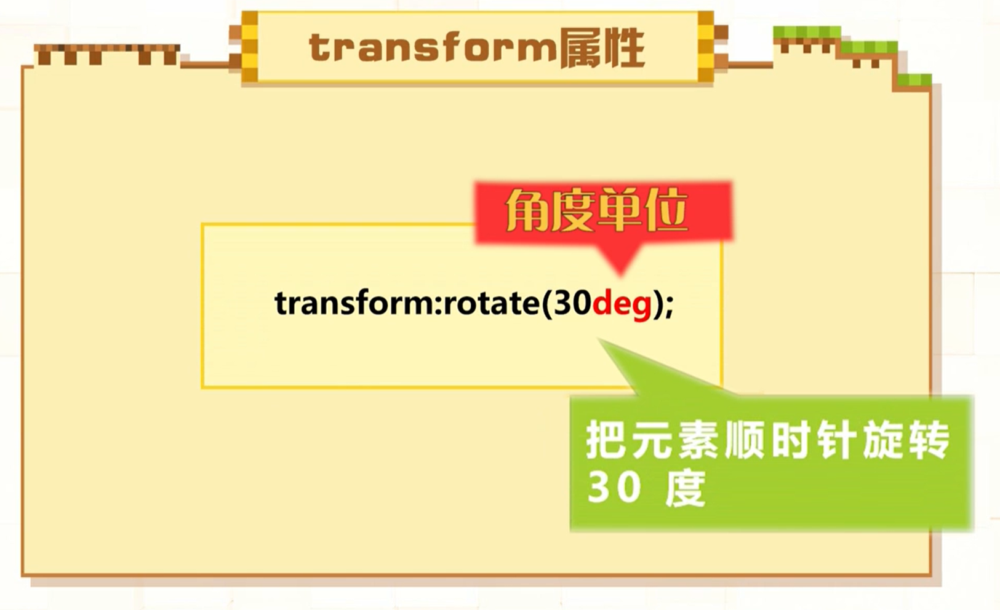 transform属性
角度单位
transform:rotate(30deg);
把元素顺时针旋转
30 度